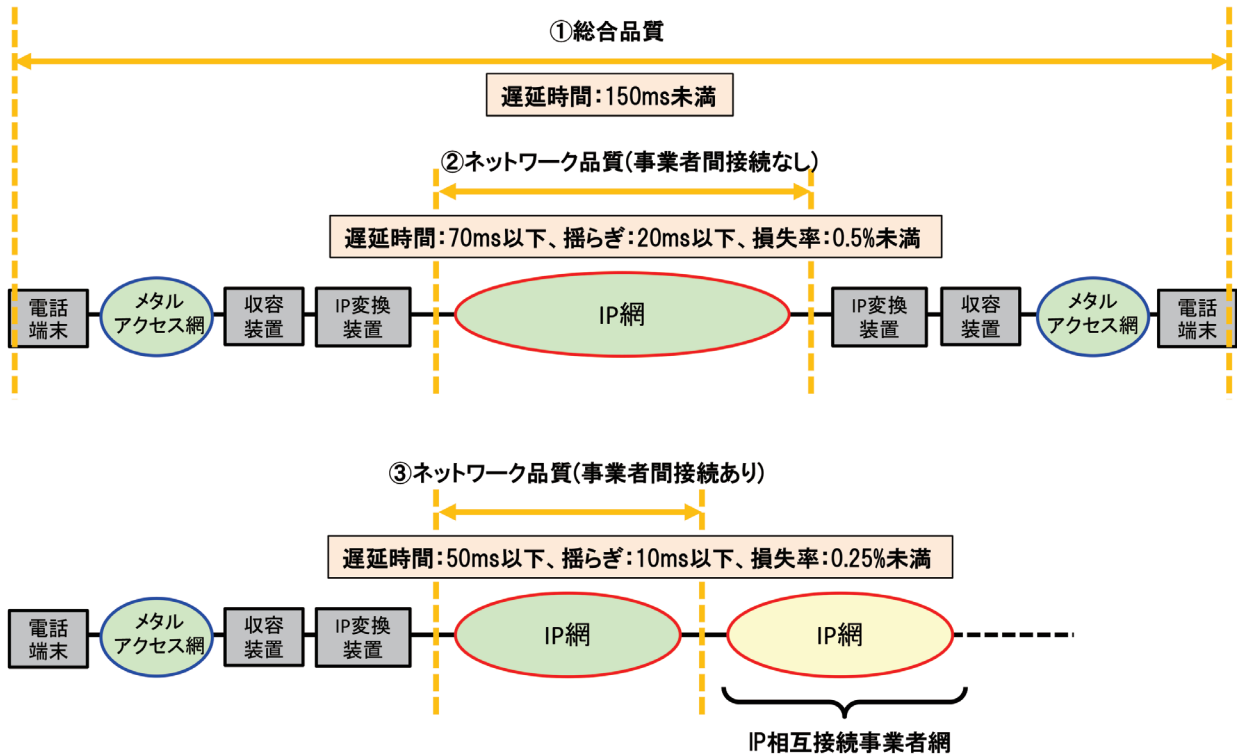 ①総合品質
遅延時間：150ms未満
②ネットワーク品質(事業者間接続なし)
遅延時間：70ms以下、揺らぎ：20ms以下、損失率：0.5%未満
電話
端末
メタル
アクセス網
収容
装置
IP変換
装置
IP網
IP変換
装置
収容
装置
メタル
アクセス網
電話
端末
③ネットワーク品質(事業者間接続あり)
遅延時間：50ms以下、揺らぎ：10ms以下、損失率：0.25%未満
電話
端末
メタル
アクセス網
収容
装置
IP変換
装置
IP網
IP網
IP相互接続事業者網